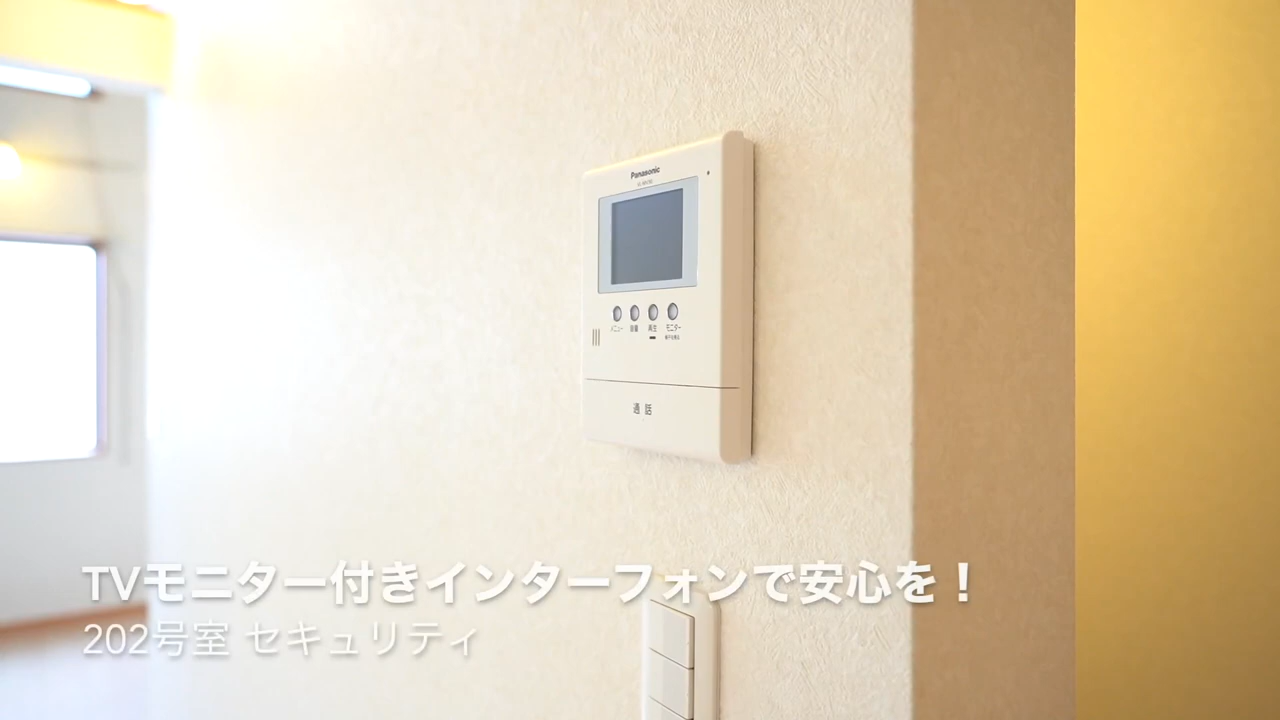 Panasonic
メニュー 音量 再生 モニター
通話
TVモニター付きインターフォンで安心を！
202号室 セキュリティ